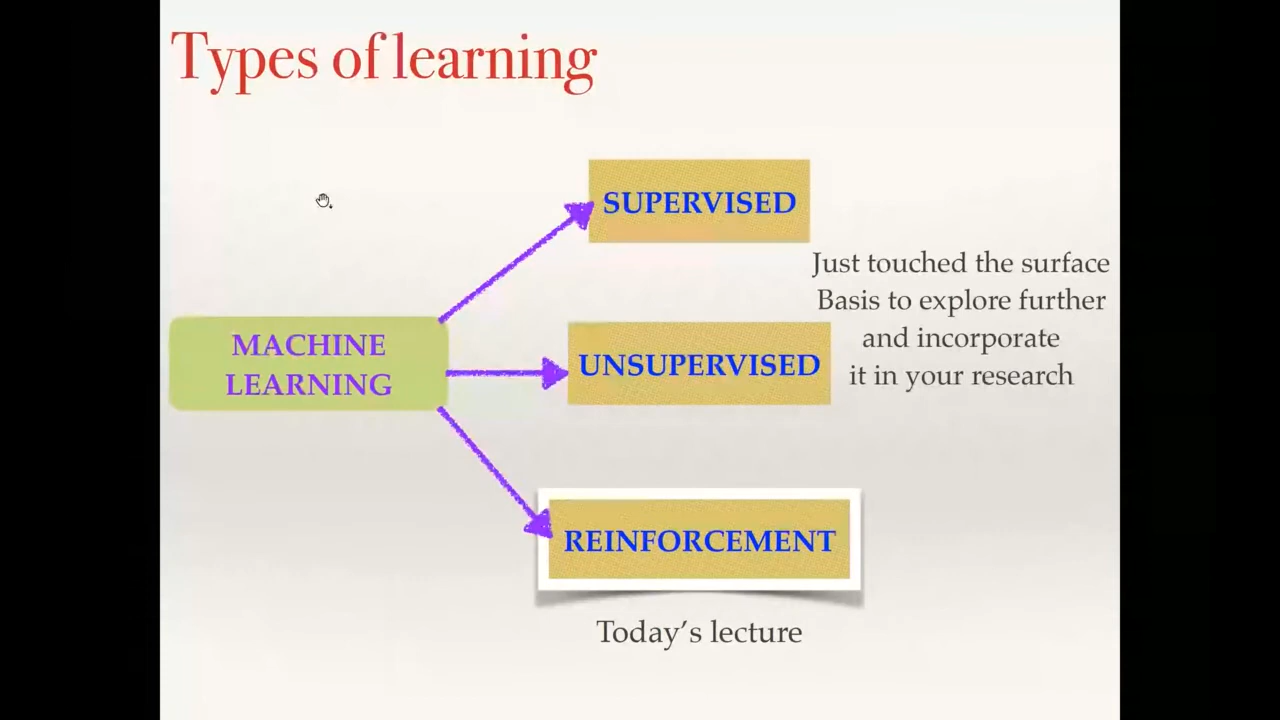 Types of learning
SUPERVISED
Just touched the surface
Basis to explore further
and incorporate
it in your research
MACHINE
LEARNING
UNSUPERVISED
REINFORCEMENT
Today's lecture